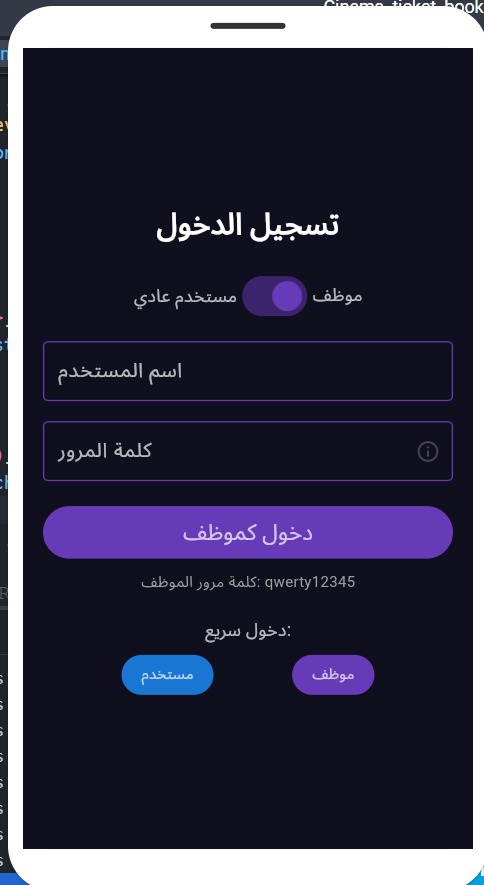 Cinema_ticket_book
تسجيل الدخول
مستخدم عادي موظف
اسم المستخدم
كلمة المرور
دخول كموظف
كلمة مرور الموظف: qwerty12345
دخول سريع:
مستخدم موظف